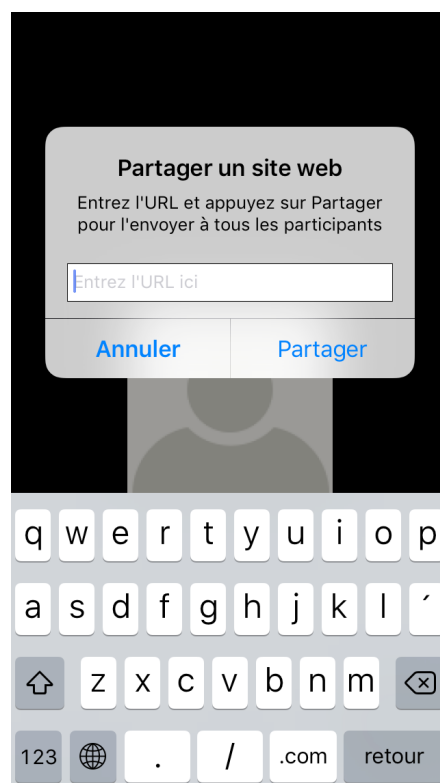 Partager un site web
Entrez l'URL et appuyez sur Partager
pour l'envoyer à tous les participants
Entrez l'URL ici
Annuler Partager
q w e r t y u i o p
a s d f g h j k l ´
z x c v b n m
123 . / .com retour